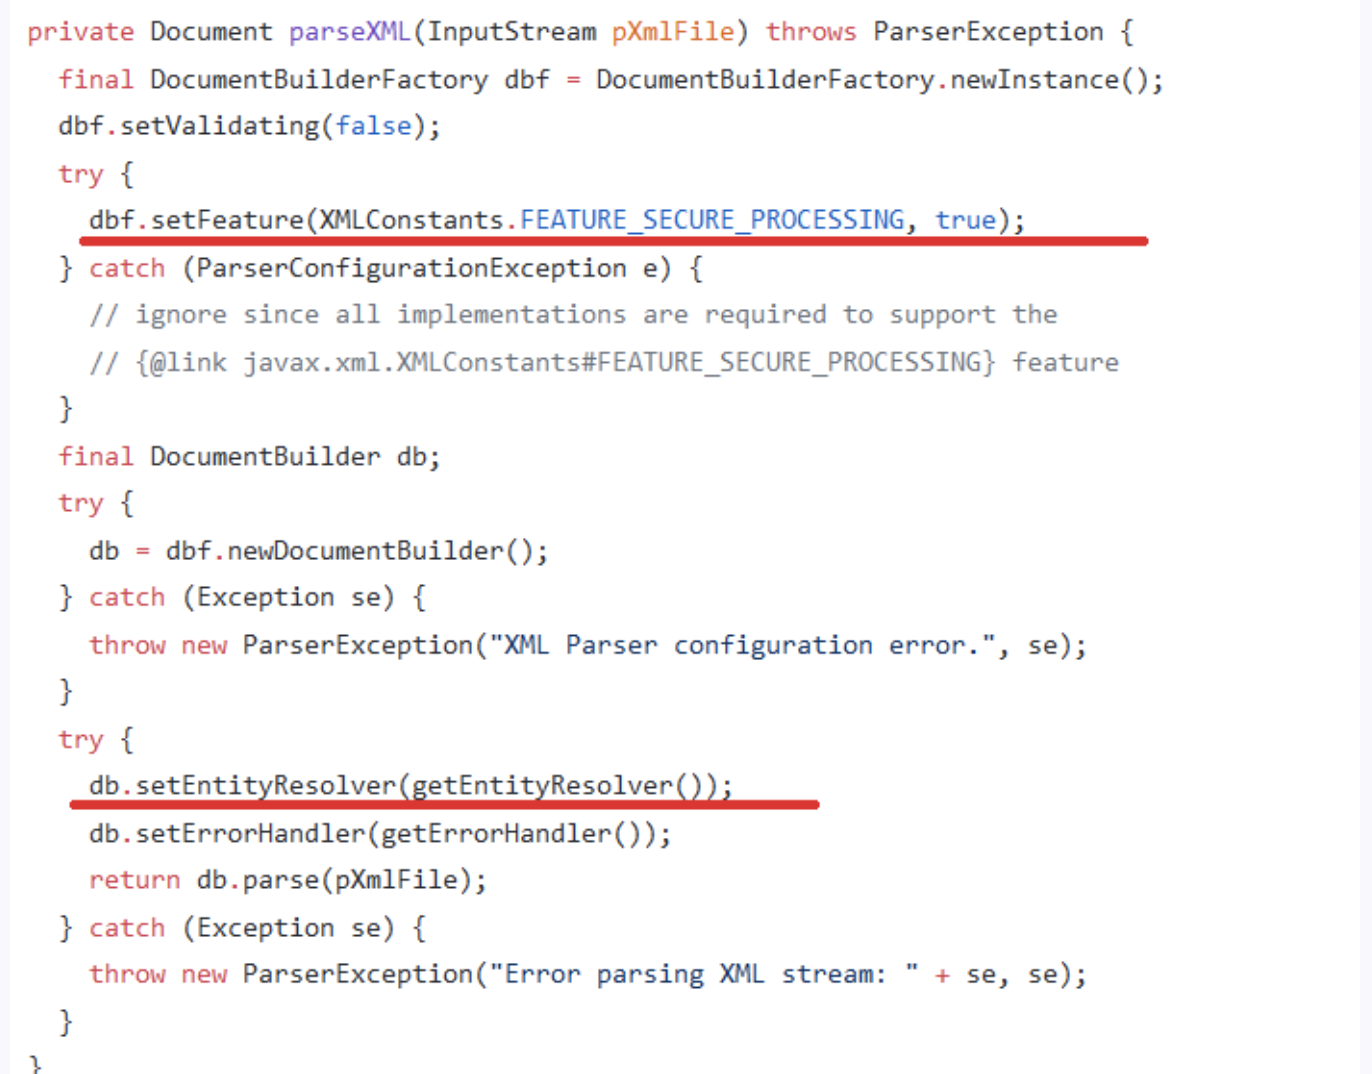 private Document parseXML(InputStream pXmlFile) throws ParserException {
  final DocumentBuilderFactory dbf = DocumentBuilderFactory.newInstance();
  dbf.setValidating(false);
  try {
    dbf.setFeature(XMLConstants.FEATURE_SECURE_PROCESSING, true);
  } catch (ParserConfigurationException e) {
    // ignore since all implementations are required to support the
    // {@link javax.xml.XMLConstants#FEATURE_SECURE_PROCESSING} feature
  }
  final DocumentBuilder db;
  try {
    db = dbf.newDocumentBuilder();
  } catch (Exception se) {
    throw new ParserException("XML Parser configuration error.", se);
  }
  try {
    db.setEntityResolver(getEntityResolver());
    db.setErrorHandler(getErrorHandler());
    return db.parse(pXmlFile);
  } catch (Exception se) {
    throw new ParserException("Error parsing XML stream: " + se, se);
  }
}